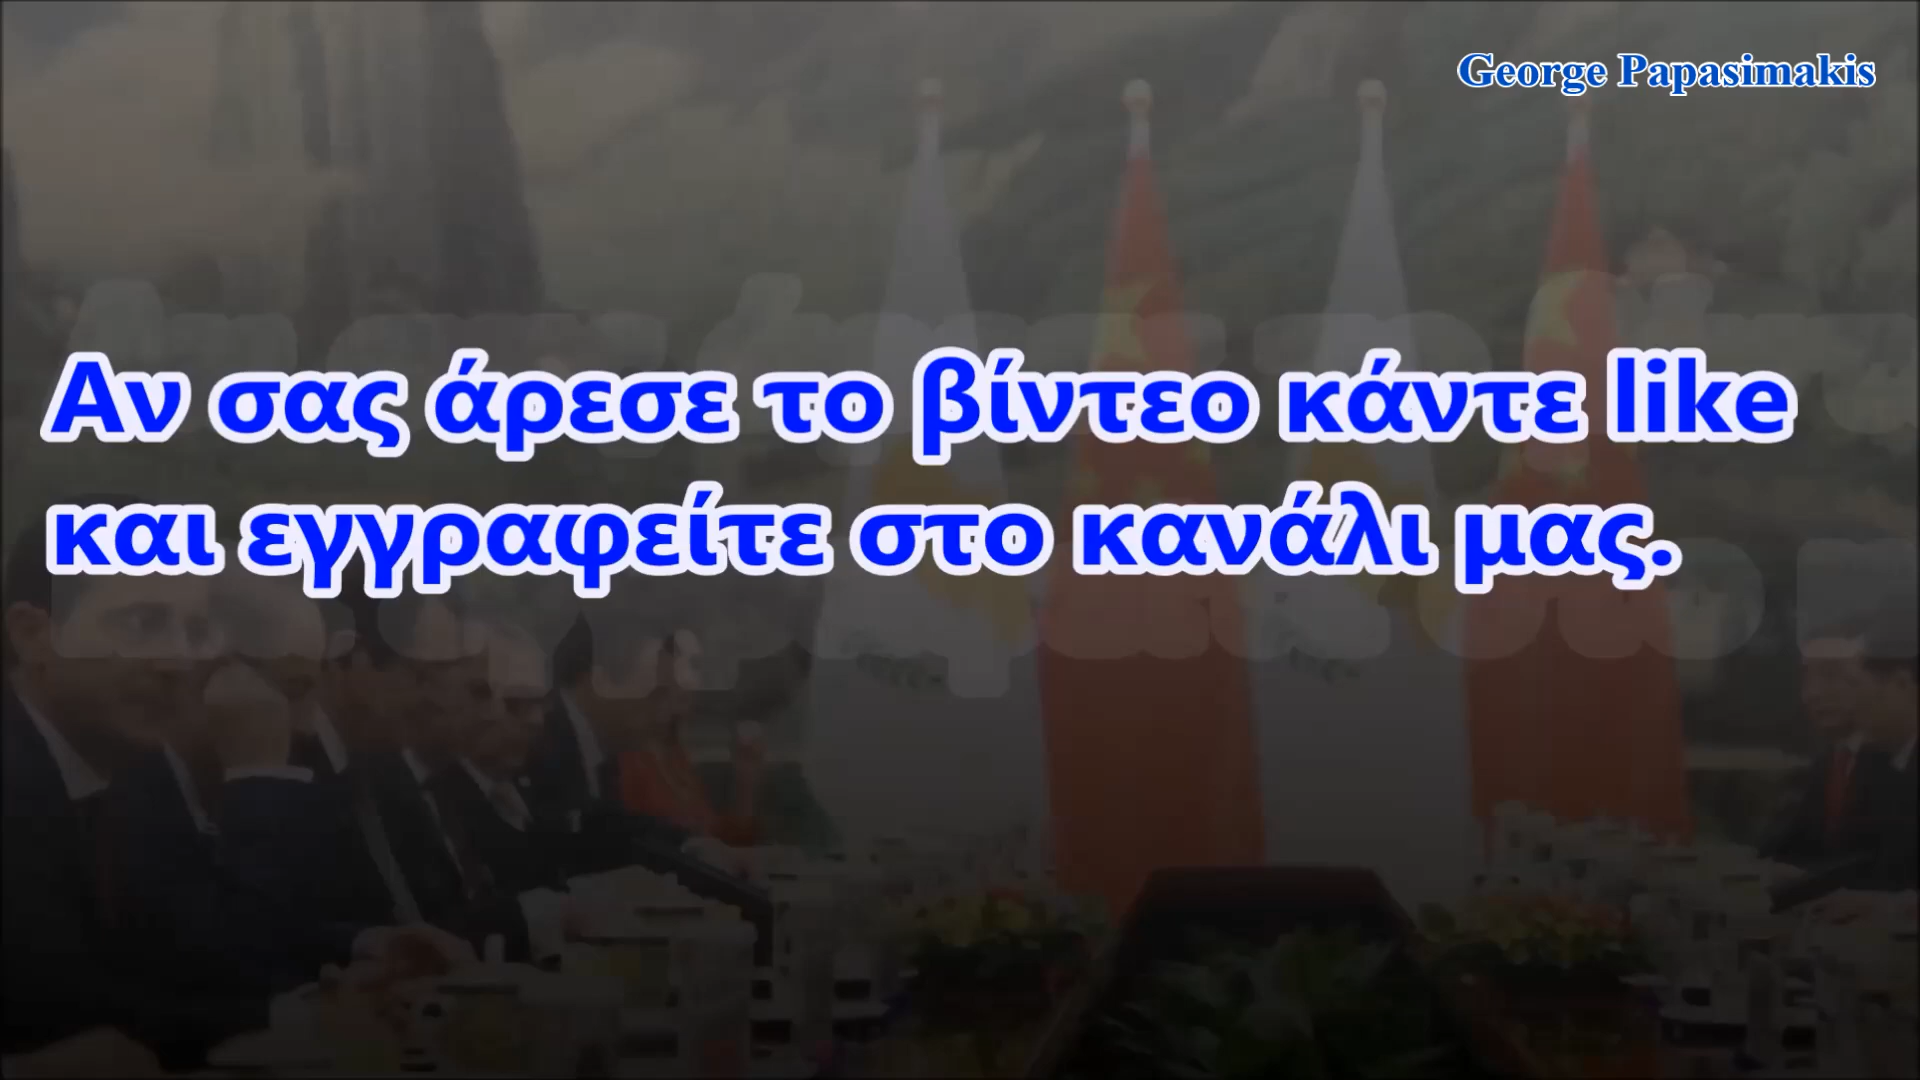 George Papasimakis
Αν σας άρεσε το βίντεο κάντε like
και εγγραφείτε στο κανάλι μας.